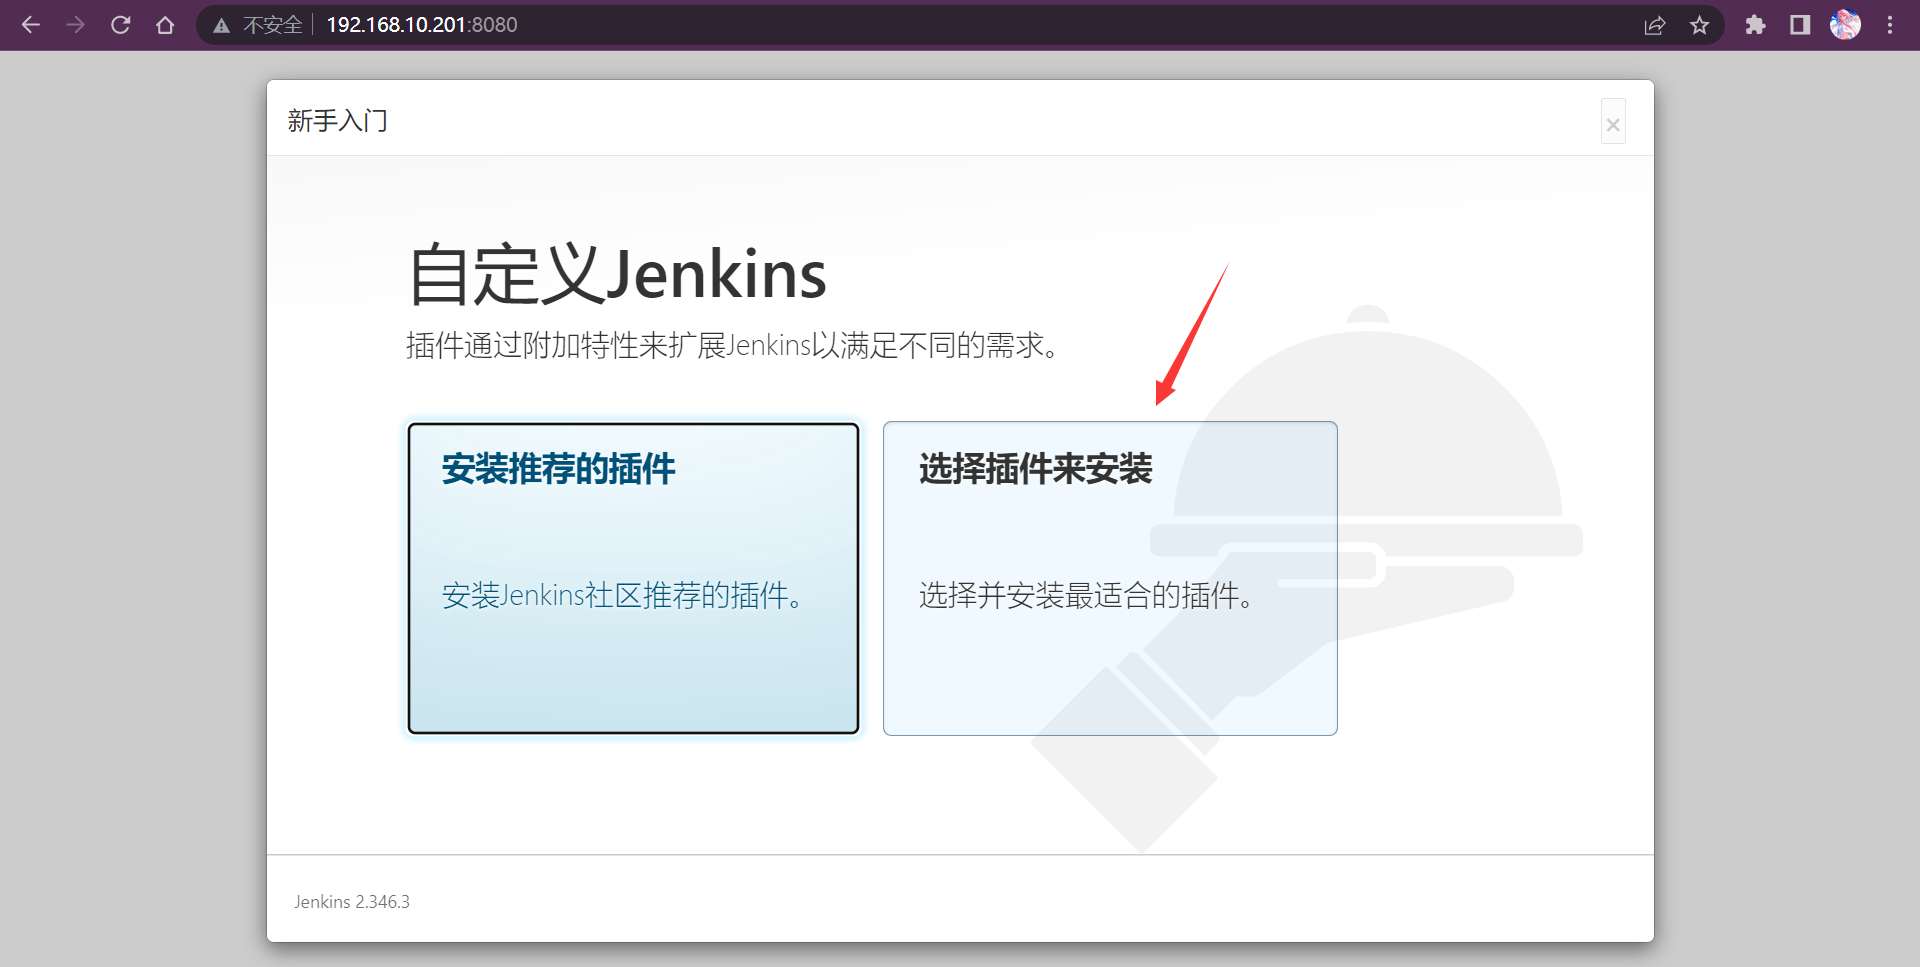 不安全 192.168.10.201:8080
新手入门
自定义Jenkins
插件通过附加特性来扩展Jenkins以满足不同的需求。
安装推荐的插件
安装Jenkins社区推荐的插件。
选择插件来安装
选择并安装最适合的插件。
Jenkins 2.346.3